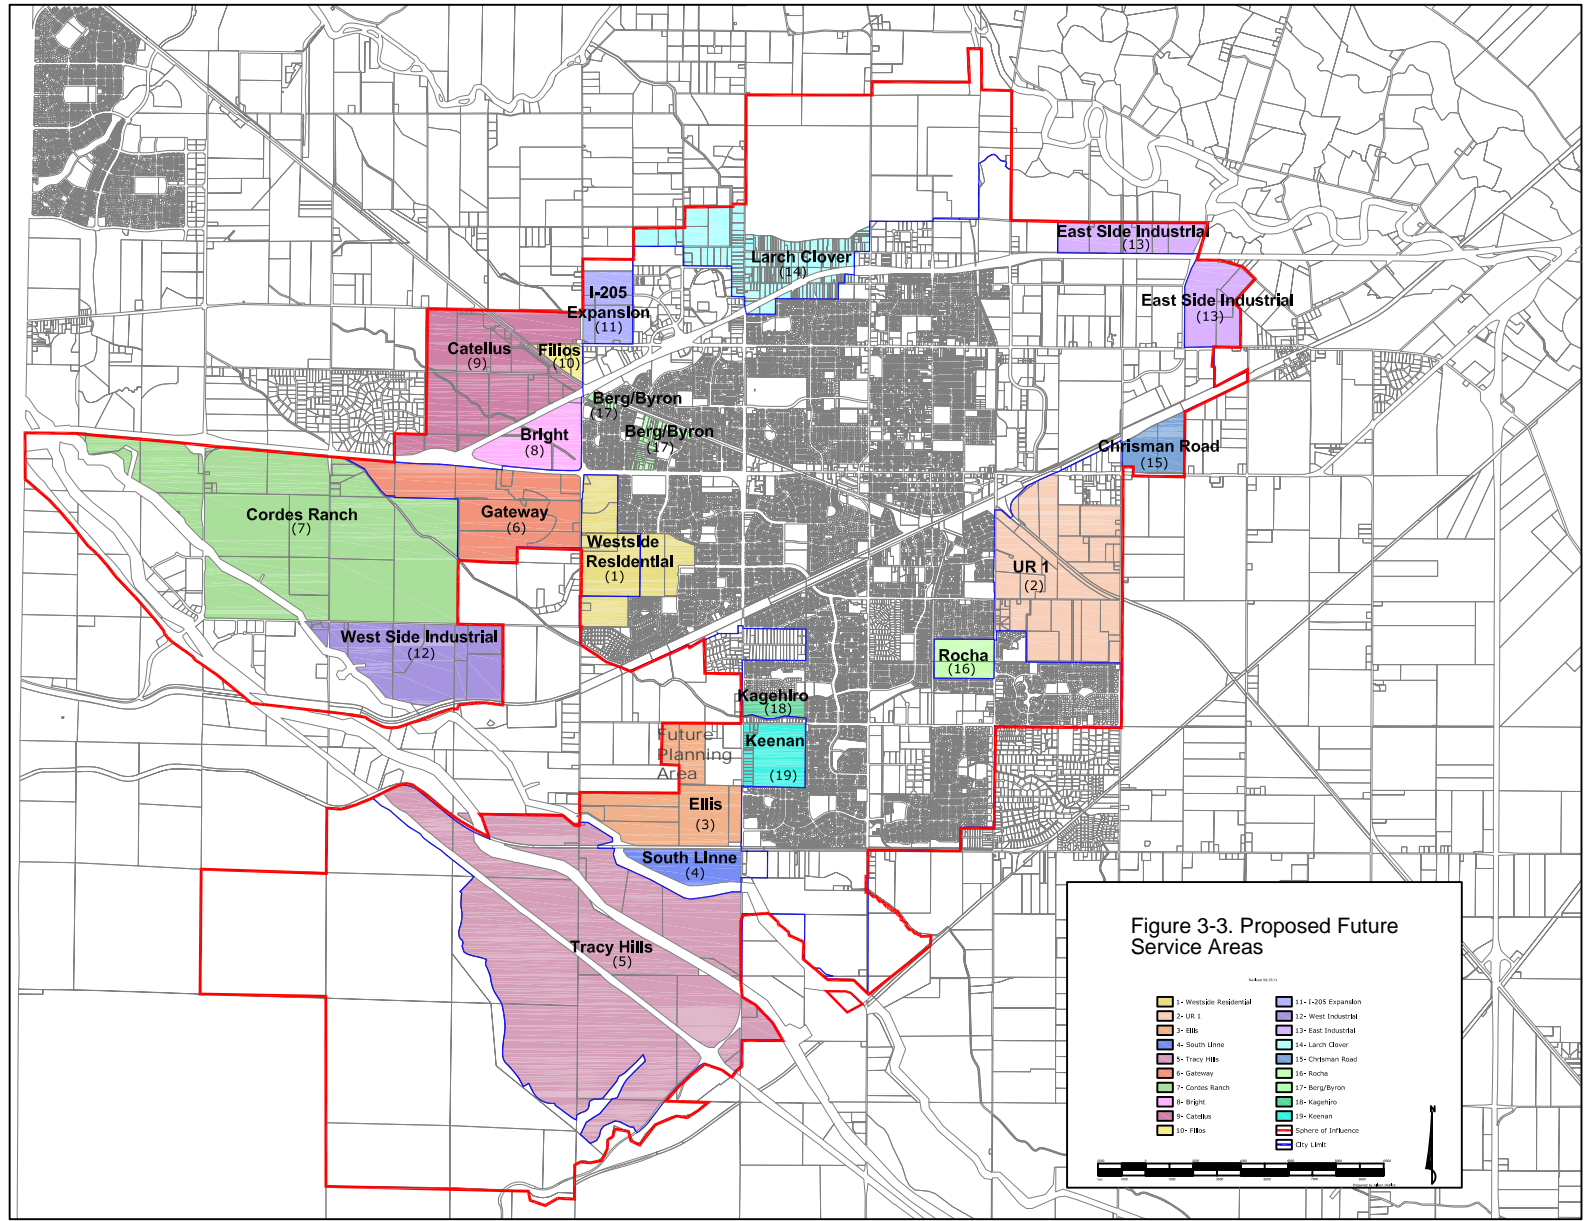 East Side Industrial
(13)
Larch Clover
(14)
I-205
Expansion
(11)
East Side Industrial
(13)
Catellus
(9)
Filios
(10)
Berg/Byron
(17)
Bright
(8)
Berg/Byron
(17)
Chrisman Road
(15)
Cordes Ranch
(7)
Gateway
(6)
Westside
Residential
(1)
UR 1
(2)
West Side Industrial
(12)
Rocha
(16)
Kagehiro
(18)
Future
Planning
Area
Keenan
(19)
Ellis
(3)
South Linne
(4)
Tracy Hills
(5)
Figure 3-3. Proposed Future
Service Areas
1- Westside Residential
2- UR 1
3- Ellis
4- South Linne
5- Tracy Hills
6- Gateway
7- Cordes Ranch
8- Bright
9- Catellus
10- Filios
11- I-205 Expansion
12- West Industrial
13- East Industrial
14- Larch Clover
15- Chrisman Road
16- Rocha
17- Berg/Byron
18- Kagehiro
19- Keenan
Sphere of Influence
City Limit
N